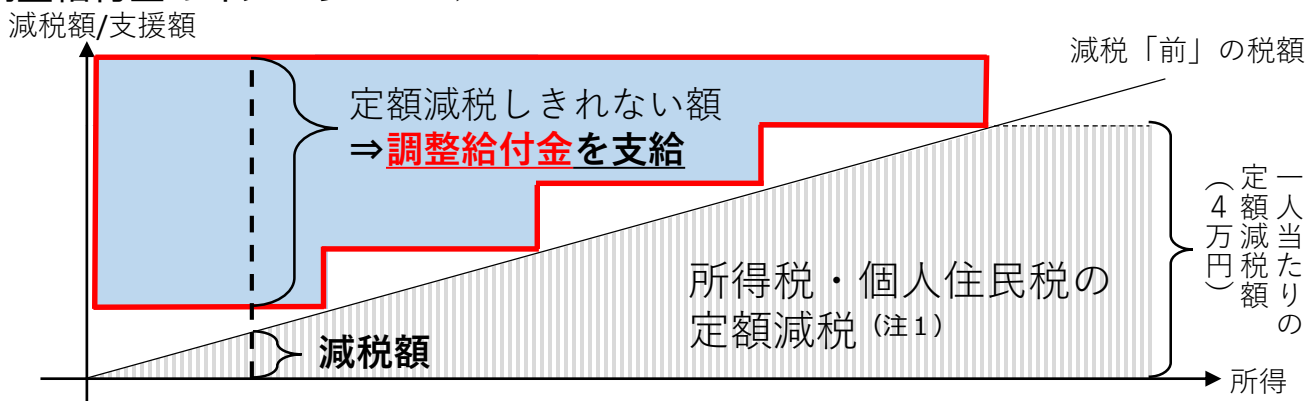 減税額/支援額
減税「前」の税額
定額減税しきれない額
⇒調整給付金を支給
一人当たりの
定額減税額
（４万円）
所得税・個人住民税の
定額減税（注１）
減税額
所得